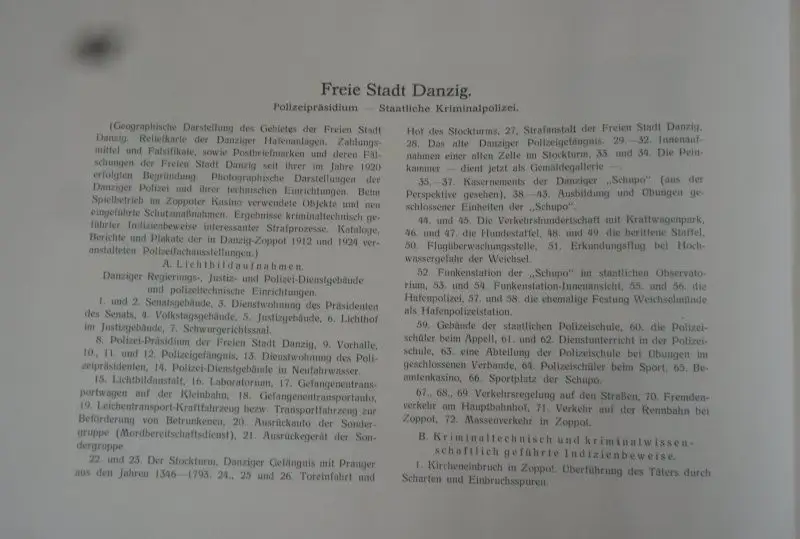 Freie Stadt Danzig.
Polizeipräsidium — Staatliche Kriminalpolizei.
(Geographische Darstellung des Gebietes der Freien Stadt
Danzig. Reliefkarte der Danziger Hafenanlagen, Zahlungs-
mittel und Falsifikate, sowie Postbriefmarken und deren Fäl-
schungen der Freien Stadt Danzig seit ihrer im Jahre 1920
erfolgten Begründung. Photographische Darstellungen der
Danziger Polizei und ihrer technischen Einrichtungen. Beim
Spielbetrieb im Zoppoter Kasino verwendete Objekte und neu
eingeführte Schutzmaßnahmen. Ergebnisse kriminaltechnisch ge-
führter Indizienbeweise interessanter Strafprozesse. Kataloge,
Berichte und Plakate der in Danzig-Zoppot 1912 und 1924 ver-
anstalteten Polizeifachausstellungen.)
A. Lichtbildaufnahmen.
Danziger Regierungs-, Justiz- und Polizei-Dienstgebäude
und polizeitechnische Einrichtungen.
1. und 2. Senatsgebäude, 3. Dienstwohnung des Präsidenten
des Senats, 4. Volkstagsgebäude, 5. Justizgebäude, 6. Lichthof
im Justizgebäude, 7. Schwurgerichtssaal.
8. Polizei-Präsidium der Freien Stadt Danzig, 9. Vorhalle,
10., 11. und 12. Polizeigefängnis, 13. Dienstwohnung des Poli-
zeipräsidenten, 14. Polizei-Dienstgebäude in Neufahrwasser.
15. Lichtbildanstalt, 16. Laboratorium, 17. Gefangenentrans-
portwagen auf der Kleinbahn, 18. Gefangenentransportauto,
19. Leichentransport-Kraftfahrzeug bezw. Transportfahrzeug zur
Beförderung von Betrunkenen, 20. Ausrückauto der Sonder-
gruppe (Mordbereitschaftsdienst), 21. Ausrückegerät der Son-
dergruppe
22. und 23. Der Stockturm, Danziger Gefängnis mit Pranger
aus den Jahren 1346—1793. 24., 25 und 26. Toreinfahrt und
Hof des Stockturms, 27. Strafanstalt der Freien Stadt Danzig,
28. Das alte Danziger Polizeigefängnis. 29.—32. Innenauf-
nahmen einer alten Zelle im Stockturm, 33. und 34. Die Pein-
kammer — dient jetzt als Gemäldegallerie —.
35.—37. Kasernements der Danziger „Schupo" (aus der
Perspektive gesehen), 38.—43. Ausbildung und Übungen ge-
schlossener Einheiten der „Schupo".
44. und 45. Die Verkehrshundertschaft mit Kraftwagenpark,
46. und 47. die Hundestaffel, 48. und 49. die berittene Staffel,
50. Flugüberwachungsstelle, 51. Erkundungsflug bei Hoch-
wassergefahr der Weichsel.
52 Funkenstation der „Schupo" im staatlichen Observato-
rium, 53. und 54. Funkenstation-Innenansicht, 55. und 56. die
Hafenpolizei, 57. und 58. die ehemalige Festung Weichselmünde
als Hafenpolizeistation.
59. Gebäude der staatlichen Polizeischule, 60. die Polizei-
schüler beim Appell, 61. und 62. Dienstunterricht in der Polizei-
schule, 63. eine Abteilung der Polizeischule bei Übungen im
geschlossenen Verbande, 64. Polizeischüler beim Sport, 65. Be-
amtenkasino, 66. Sportplatz der Schupo.
67., 68., 69. Verkehrsregelung auf den Straßen, 70. Fremden-
verkehr am Hauptbahnhof, 71. Verkehr auf der Rennbahn bei
Zoppot, 72. Massenverkehr in Zoppot.
B. Kriminaltechnisch und kriminalwissen-
schaftlich geführte Indizienbeweise.
1. Kircheneinbruch in Zoppot. Überführung des Täters durch
Scharten und Einbruchsspuren.